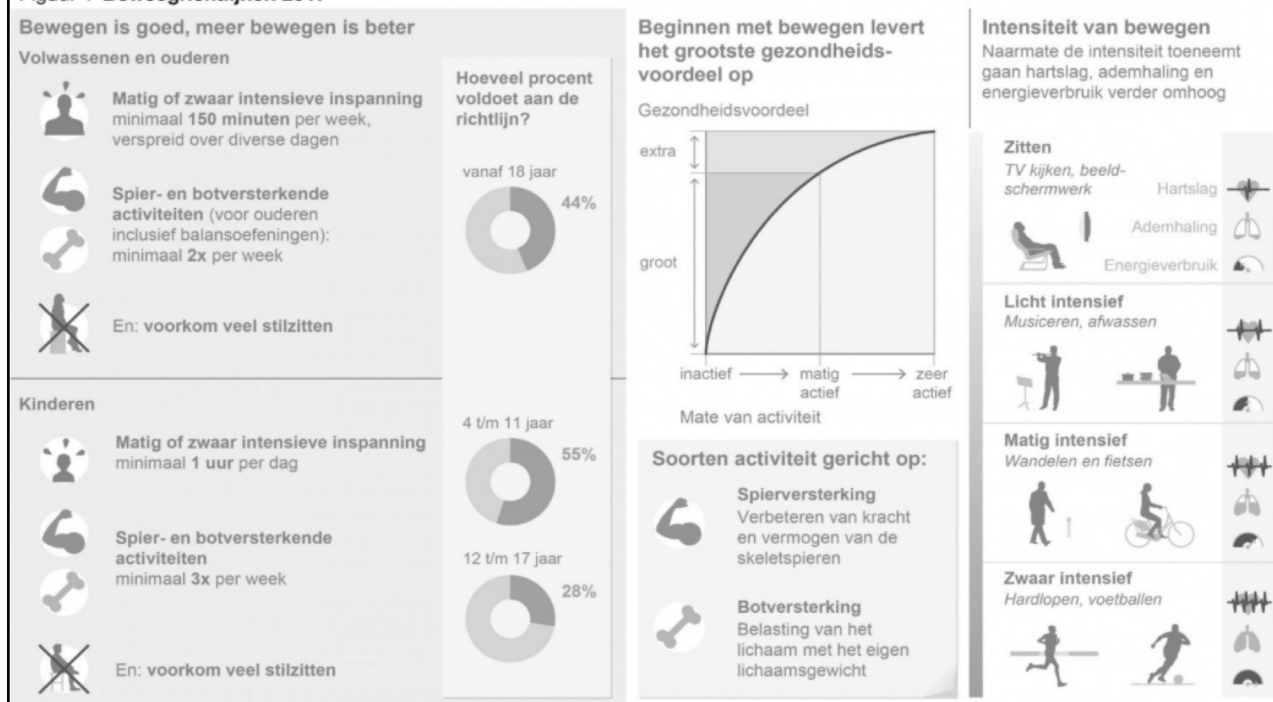 Bewegen is goed, meer bewegen is beter
Volwassenen en ouderen
Matig of zwaar intensieve inspanning
minimaal 150 minuten per week,
verspreid over diverse dagen
Spier- en botversterkende
activiteiten (voor ouderen
inclusief balansoefeningen):
minimaal 2x per week
En: voorkom veel stilzitten
Hoeveel procent
voldoet aan de
richtlijn?
vanaf 18 jaar
44%
Kinderen
Matig of zwaar intensieve inspanning
minimaal 1 uur per dag
Spier- en botversterkende
activiteiten
minimaal 3x per week
En: voorkom veel stilzitten
4 t/m 11 jaar
55%
12 t/m 17 jaar
28%
Beginnen met bewegen levert
het grootste gezondheids-
voordeel op
Gezondheidsvoordeel
extra
groot
inactief
matig
actief
zeer
actief
Mate van activiteit
Soorten activiteit gericht op:
Spierversterking
Verbeteren van kracht
en vermogen van de
skeletspieren
Botversterking
Belasting van het
lichaam met het eigen
lichaamsgewicht
Intensiteit van bewegen
Naarmate de intensiteit toeneemt
gaan hartslag, ademhaling en
energieverbruik verder omhoog
Zitten
TV kijken, beeld-
schermwerk
Hartslag
Ademhaling
Energieverbruik
Licht intensief
Musiceren, afwassen
Matig intensief
Wandelen en fietsen
Zwaar intensief
Hardlopen, voetballen